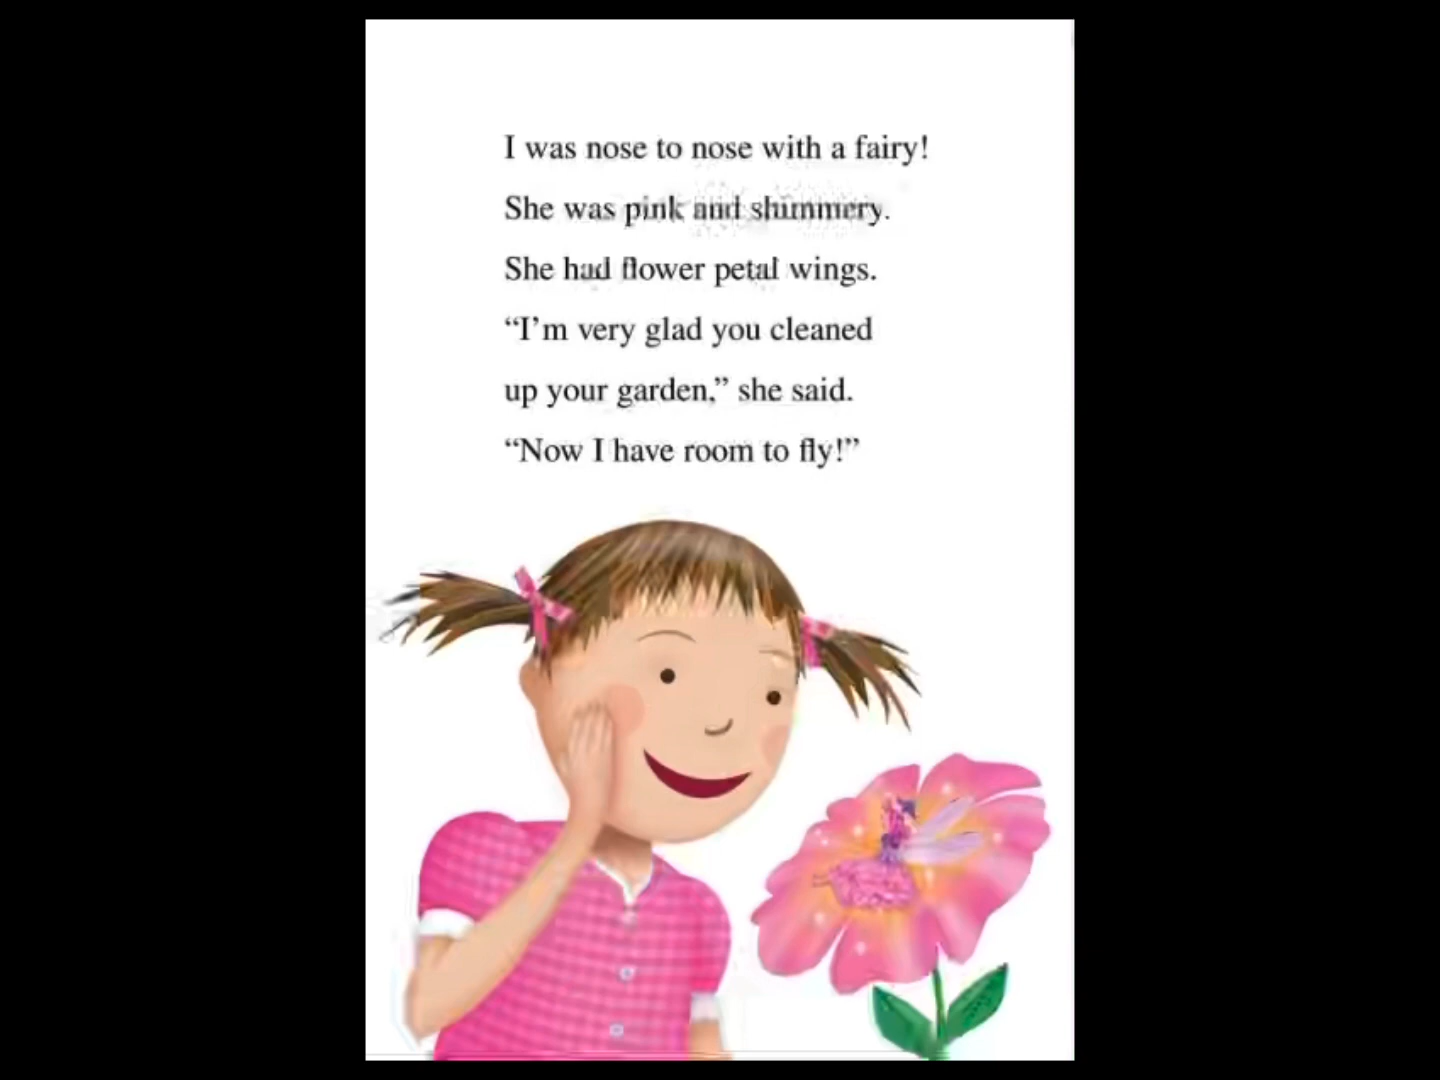 I was nose to nose with a fairy!
She was pink and shimmery.
She had flower petal wings.
“I’m very glad you cleaned
up your garden,” she said.
“Now I have room to fly!”